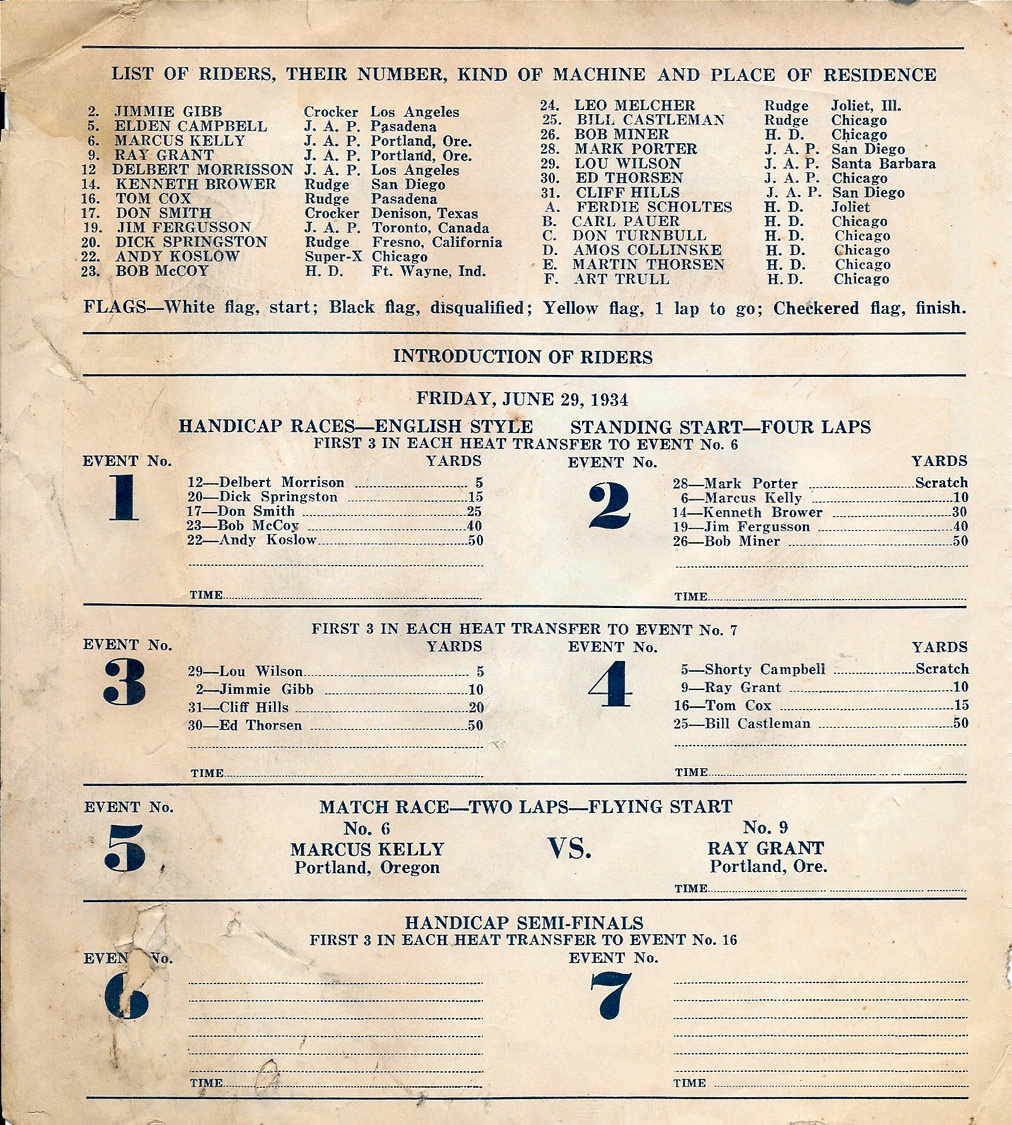 LIST OF RIDERS, THEIR NUMBER, KIND OF MACHINE AND PLACE OF RESIDENCE
2. JIMMIE GIBB Crocker Los Angeles
5. ELDEN CAMPBELL J. A. P. Pasadena
6. MARCUS KELLY J. A. P. Portland, Ore.
9. RAY GRANT J. A. P. Portland, Ore.
12 DELBERT MORRISSON J. A. P. Los Angeles
14. KENNETH BROWER Rudge San Diego
16. TOM COX Rudge Pasadena
17. DON SMITH Crocker Denison, Texas
19. JIM FERGUSSON J. A. P. Toronto, Canada
20. DICK SPRINGSTON Rudge Fresno, California
22. ANDY KOSLOW Super-X Chicago
23. BOB McCOY H. D. Ft. Wayne, Ind.
24. LEO MELCHER Rudge Joliet, Ill.
25. BILL CASTLEMAN Rudge Chicago
26. BOB MINER H. D. Chicago
28. MARK PORTER J. A. P. San Diego
29. LOU WILSON J. A. P. Santa Barbara
30. ED THORSEN J. A. P. Chicago
31. CLIFF HILLS J. A. P. San Diego
A. FERDIE SCHOLTES H. D. Joliet
B. CARL PAUER H. D. Chicago
C. DON TURNBULL H. D. Chicago
D. AMOS COLLINSKE H. D. Chicago
E. MARTIN THORSEN H. D. Chicago
F. ART TRULL H. D. Chicago
FLAGS—White flag, start; Black flag, disqualified; Yellow flag, 1 lap to go; Checkered flag, finish.
INTRODUCTION OF RIDERS
FRIDAY, JUNE 29, 1934
HANDICAP RACES—ENGLISH STYLE STANDING START—FOUR LAPS
FIRST 3 IN EACH HEAT TRANSFER TO EVENT No. 6
EVENT No. YARDS
1
12—Delbert Morrison 5
20—Dick Springston 15
17—Don Smith 25
23—Bob McCoy 40
22—Andy Koslow 50
TIME
EVENT No. YARDS
2
28—Mark Porter Scratch
6—Marcus Kelly 10
14—Kenneth Brower 30
19—Jim Fergusson 40
26—Bob Miner 50
TIME
FIRST 3 IN EACH HEAT TRANSFER TO EVENT No. 7
EVENT No. YARDS
3
29—Lou Wilson 5
2—Jimmie Gibb 10
31—Cliff Hills 20
30—Ed Thorsen 50
TIME
EVENT No. YARDS
4
5—Shorty Campbell Scratch
9—Ray Grant 10
16—Tom Cox 15
25—Bill Castleman 50
TIME
EVENT No. MATCH RACE—TWO LAPS—FLYING START
5
No. 6
MARCUS KELLY
Portland, Oregon
VS.
No. 9
RAY GRANT
Portland, Ore.
TIME
HANDICAP SEMI-FINALS
FIRST 3 IN EACH HEAT TRANSFER TO EVENT No. 16
EVENT No.
6
TIME
EVENT No.
7
TIME